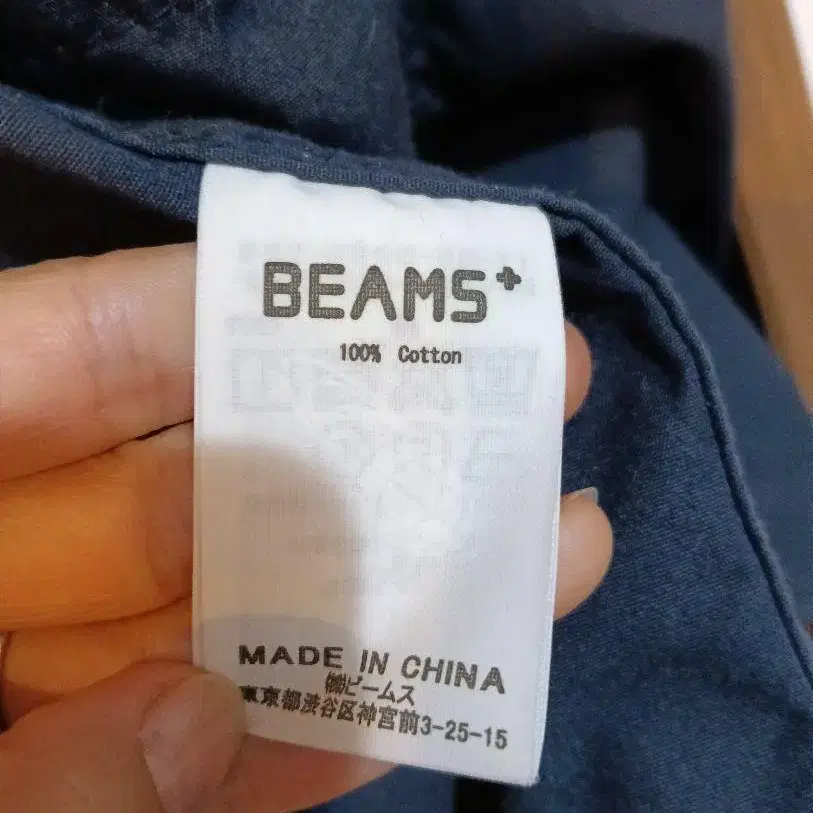 BEAMS+
100% Cotton
MADE IN CHINA
㈱ビームス
東京都渋谷区神宮前3-25-15